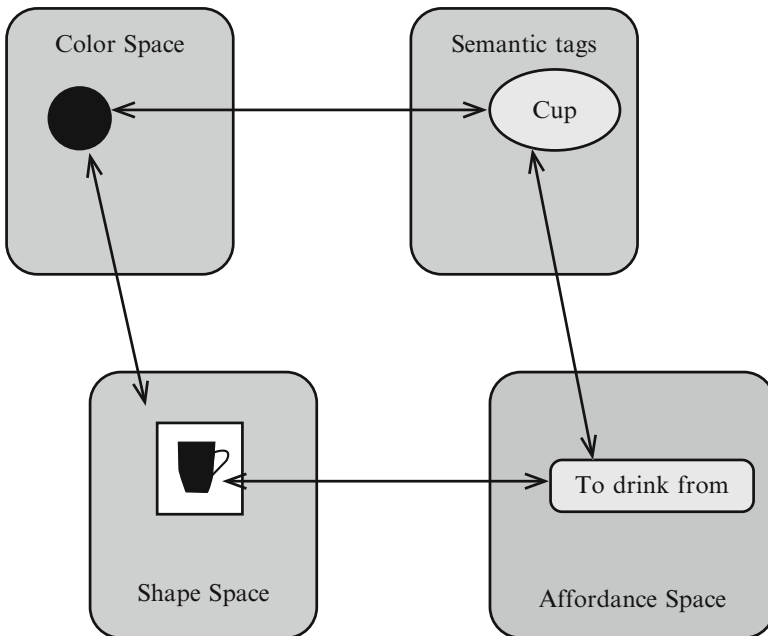 Color Space
Semantic tags
Cup
To drink from
Shape Space
Affordance Space